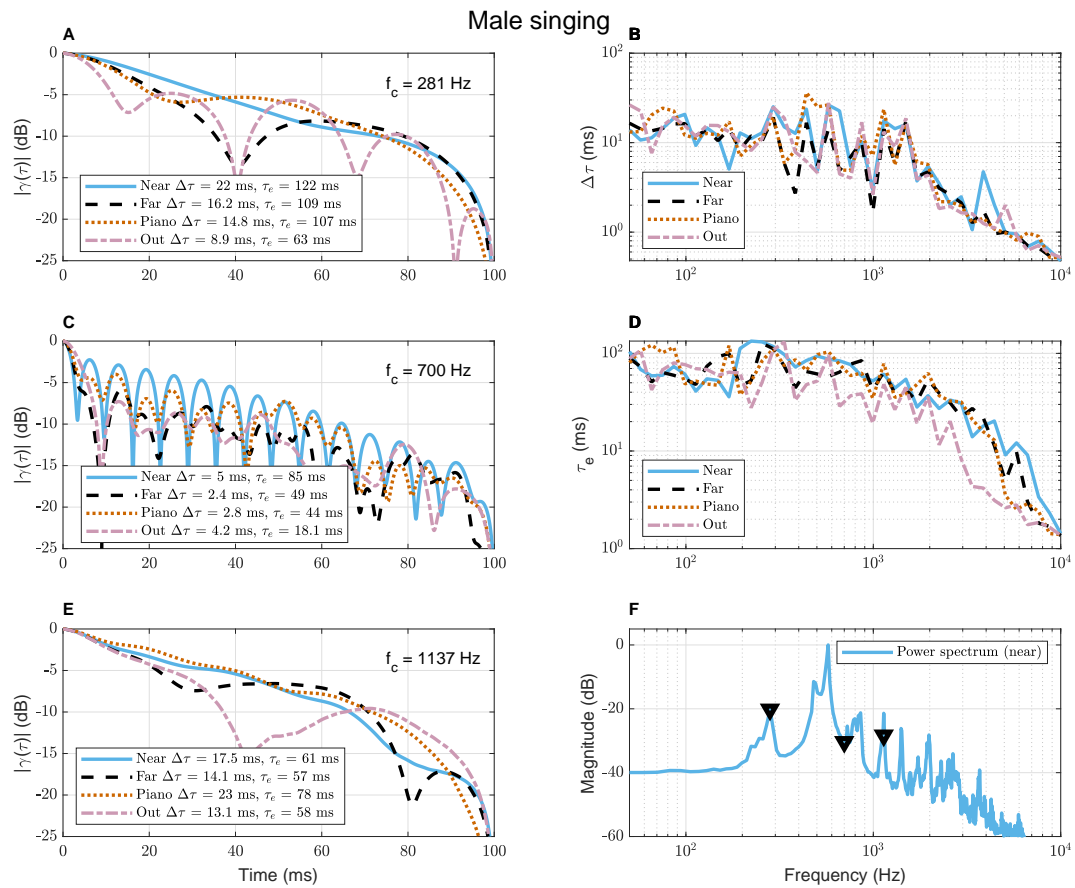 Male singing
A
0
-5
-10
-15
-20
-25
|γ(τ)| (dB)
f_c = 281 Hz
Near Δτ = 22 ms, τ_e = 122 ms
Far Δτ = 16.2 ms, τ_e = 109 ms
Piano Δτ = 14.8 ms, τ_e = 107 ms
Out Δτ = 8.9 ms, τ_e = 63 ms
0 20 40 60 80 100
B
10^2
10^1
10^0
Δτ (ms)
Near
Far
Piano
Out
10^2 10^3 10^4
C
0
-5
-10
-15
-20
-25
|γ(τ)| (dB)
f_c = 700 Hz
Near Δτ = 5 ms, τ_e = 85 ms
Far Δτ = 2.4 ms, τ_e = 49 ms
Piano Δτ = 2.8 ms, τ_e = 44 ms
Out Δτ = 4.2 ms, τ_e = 18.1 ms
0 20 40 60 80 100
D
10^2
10^1
10^0
τ_e (ms)
Near
Far
Piano
Out
10^2 10^3 10^4
E
0
-5
-10
-15
-20
-25
|γ(τ)| (dB)
f_c = 1137 Hz
Near Δτ = 17.5 ms, τ_e = 61 ms
Far Δτ = 14.1 ms, τ_e = 57 ms
Piano Δτ = 23 ms, τ_e = 78 ms
Out Δτ = 13.1 ms, τ_e = 58 ms
0 20 40 60 80 100
Time (ms)
F
0
-20
-40
-60
Magnitude (dB)
Power spectrum (near)
10^2 10^3 10^4
Frequency (Hz)